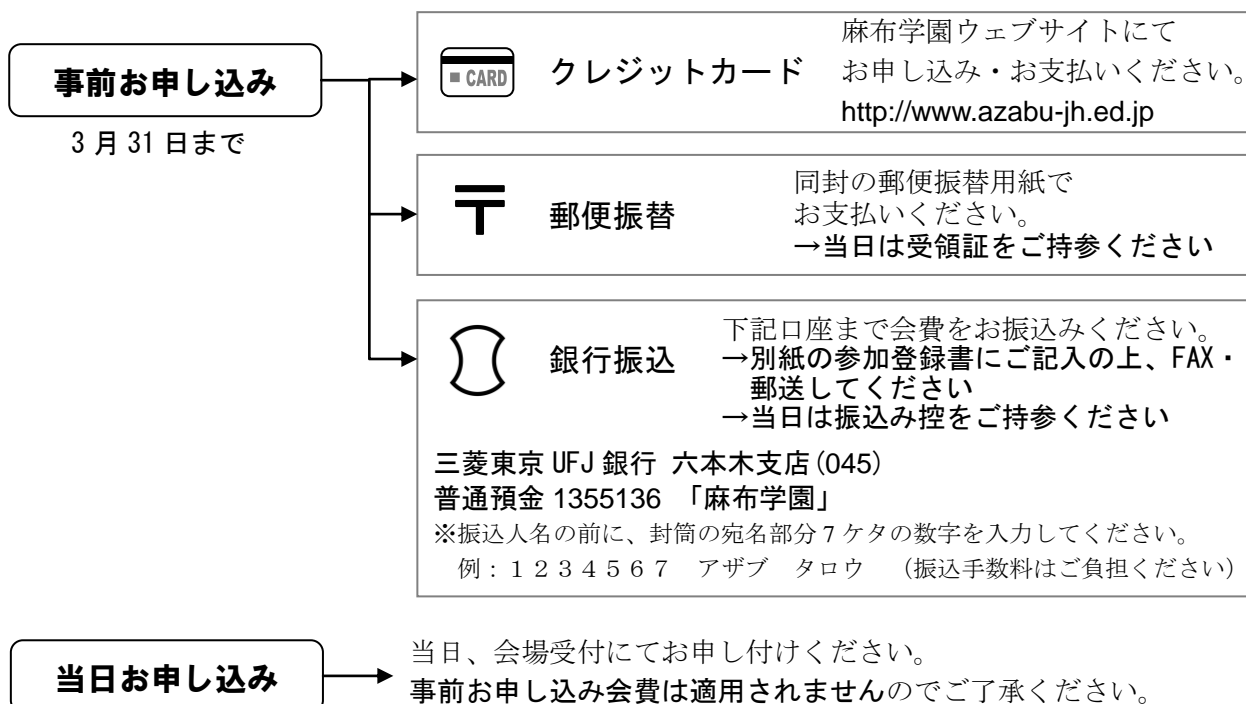 事前お申し込み
3月31日まで
CARD
クレジットカード
麻布学園ウェブサイトにて
お申し込み・お支払いください。
http://www.azabu-jh.ed.jp
〒
郵便振替
同封の郵便振替用紙で
お支払いください。
→当日は受領証をご持参ください
銀行振込
下記口座まで会費をお振込みください。
→別紙の参加登録書にご記入の上、FAX・
郵送してください
→当日は振込み控をご持参ください
三菱東京 UFJ 銀行 六本木支店(045)
普通預金 1355136 「麻布学園」
※振込人名の前に、封筒の宛名部分7ケタの数字を入力してください。
例：１２３４５６７ アザブ タロウ （振込手数料はご負担ください）
当日お申し込み
当日、会場受付にてお申し付けください。
事前お申し込み会費は適用されませんのでご了承ください。